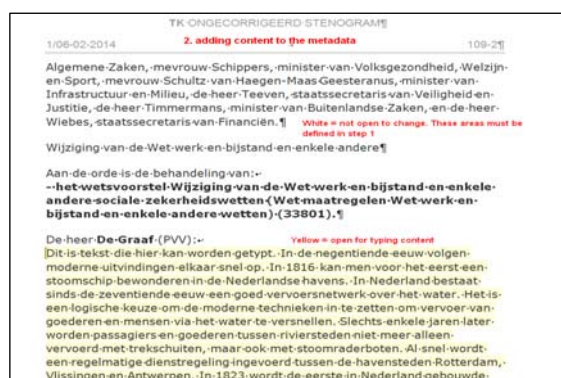 TK ONGECORRIGEERD STENOGRAM¶
1/06-02-2014 2. adding content to the metadata 109-2¶
Algemene·Zaken,·mevrouw·Schippers,·minister·van·Volksgezondheid,·Welzijn·
en·Sport,·mevrouw·Schultz·van·Haegen-Maas·Geesteranus,·minister·van·
Infrastructuur·en·Milieu,·de·heer·Teeven,·staatssecretaris·van·Veiligheid·en·
Justitie,·de·heer·Timmermans,·minister·van·Buitenlandse·Zaken,·en·de·heer·
Wiebes,·staatssecretaris·van·Financiën.¶ White = not open to change. These areas must be
defined in step 1
Wijziging·van·de·Wet·werk·en·bijstand·en·enkele·andere¶
Aan·de·orde·is·de·behandeling·van:↵
-·het·wetsvoorstel·Wijziging·van·de·Wet·werk·en·bijstand·en·enkele·
andere·sociale·zekerheidswetten·(Wet·maatregelen·Wet·werk·en·
bijstand·en·enkele·andere·wetten)·(33801).¶
De·heer·De·Graaf·(PVV):↵ Yellow = open for typing content
Dit·is·tekst·die·hier·kan·worden·getypt.·In·de·negentiende·eeuw·volgen·
moderne·uitvindingen·elkaar·snel·op.·In·1816·kan·men·voor·het·eerst·een·
stoomschip·bewonderen·in·de·Nederlandse·havens.·In·Nederland·bestaat·
sinds·de·zeventiende·eeuw·een·goed·vervoersnetwerk·over·het·water.·Het·is·
een·logische·keuze·om·de·moderne·technieken·in·te·zetten·om·vervoer·van·
goederen·en·mensen·via·het·water·te·versnellen.·Slechts·enkele·jaren·later·
worden·passagiers·en·goederen·tussen·riviersteden·niet·meer·alleen·
vervoerd·met·trekschuiten,·maar·ook·met·stoomraderboten.·Al·snel·wordt·
een·regelmatige·dienstregeling·ingevoerd·tussen·de·havensteden·Rotterdam,·
Vlissingen·en·Antwerpen.·In·1823·wordt·de·eerste·in·Nederland·gebouwde·